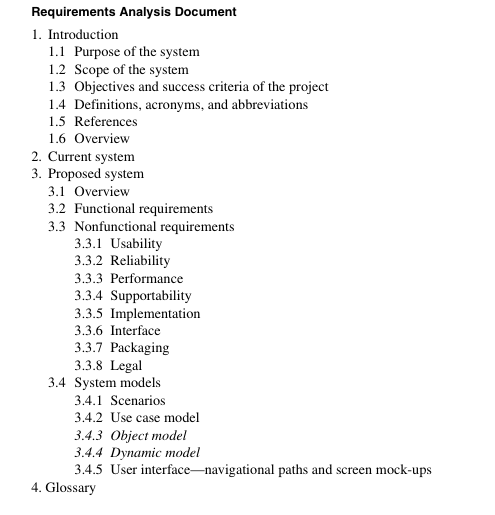 Requirements Analysis Document
1. Introduction
1.1 Purpose of the system
1.2 Scope of the system
1.3 Objectives and success criteria of the project
1.4 Definitions, acronyms, and abbreviations
1.5 References
1.6 Overview
2. Current system
3. Proposed system
3.1 Overview
3.2 Functional requirements
3.3 Nonfunctional requirements
3.3.1 Usability
3.3.2 Reliability
3.3.3 Performance
3.3.4 Supportability
3.3.5 Implementation
3.3.6 Interface
3.3.7 Packaging
3.3.8 Legal
3.4 System models
3.4.1 Scenarios
3.4.2 Use case model
3.4.3 Object model
3.4.4 Dynamic model
3.4.5 User interface—navigational paths and screen mock-ups
4. Glossary